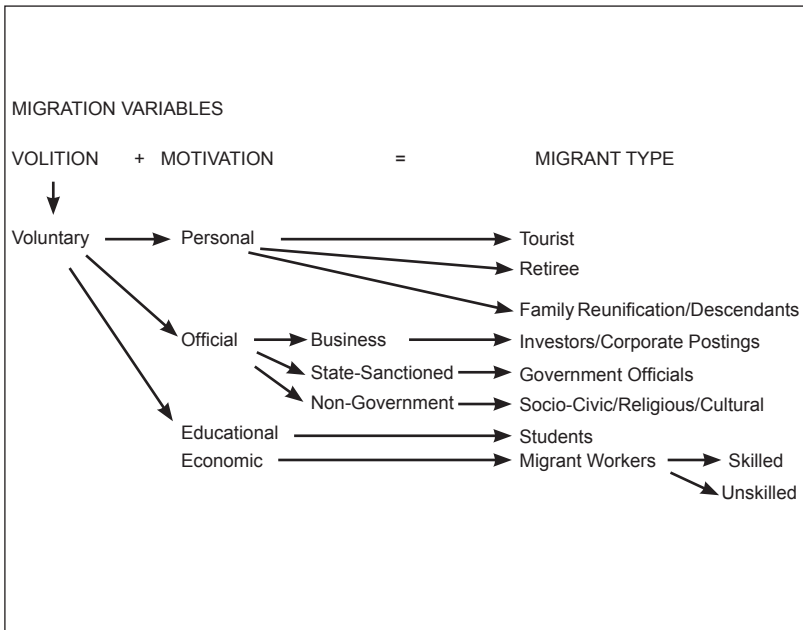 MIGRATION VARIABLES
VOLITION + MOTIVATION = MIGRANT TYPE
Voluntary Personal Tourist
Retiree
Family Reunification/Descendants
Official Business Investors/Corporate Postings
State-Sanctioned Government Officials
Non-Government Socio-Civic/Religious/Cultural
Educational Students
Economic Migrant Workers Skilled
Unskilled